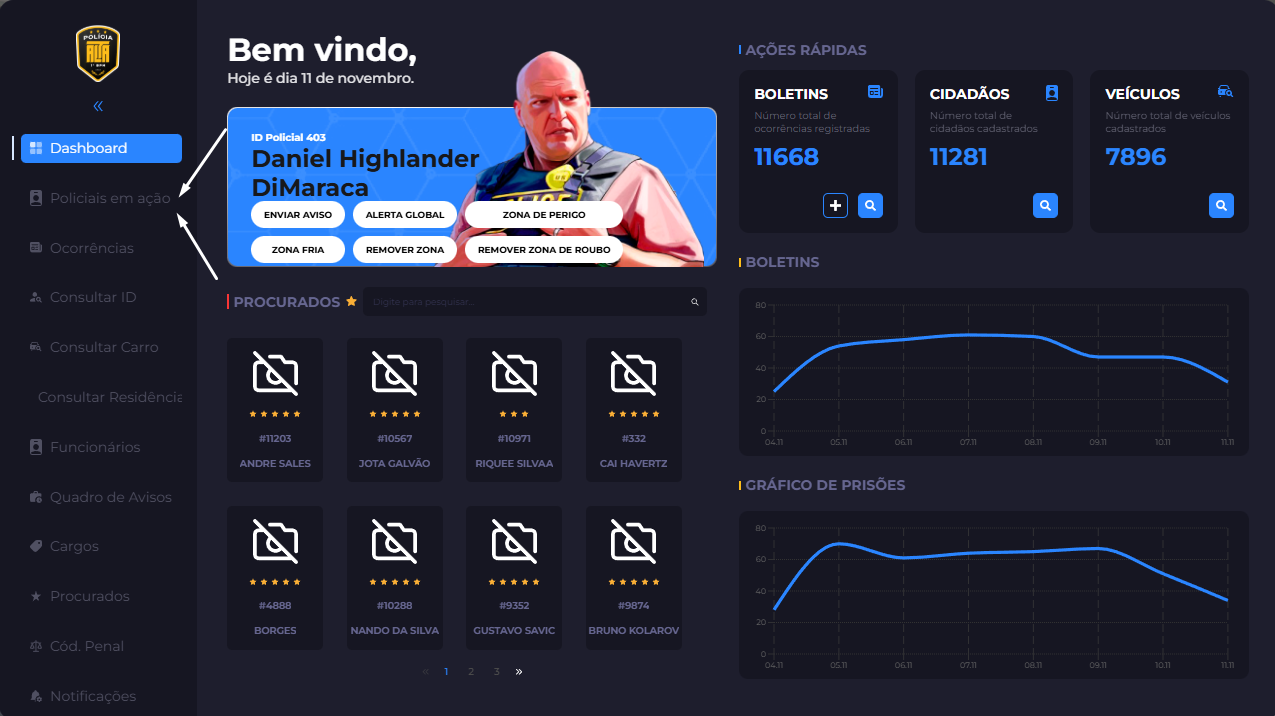 POLÍCIA
ALTA
1º BPM
Dashboard
Policiais em ação
Ocorrências
Consultar ID
Consultar Carro
Consultar Residência
Funcionários
Quadro de Avisos
Cargos
Procurados
Cód. Penal
Notificações
Bem vindo,
Hoje é dia 11 de novembro.
ID Policial 403
Daniel Highlander
DiMaraca
ENVIAR AVISO
ALERTA GLOBAL
ZONA DE PERIGO
ZONA FRIA
REMOVER ZONA
REMOVER ZONA DE ROUBO
PROCURADOS
Digite para pesquisar...
#11203
ANDRE SALES
#10567
JOTA GALVÃO
#10971
RIQUEE SILVAA
#332
CAI HAVERTZ
#4888
BORGES
#10288
NANDO DA SILVA
#9352
GUSTAVO SAVIC
#9874
BRUNO KOLAROV
« 1 2 3 »
AÇÕES RÁPIDAS
BOLETINS
Número total de
ocorrências registradas
11668
CIDADÃOS
Número total de
cidadãos cadastrados
11281
VEÍCULOS
Número total de veículos
cadastrados
7896
BOLETINS
80
60
40
20
0
04.11 05.11 06.11 07.11 08.11 09.11 10.11 11.11
GRÁFICO DE PRISÕES
80
60
40
20
0
04.11 05.11 06.11 07.11 08.11 09.11 10.11 11.11